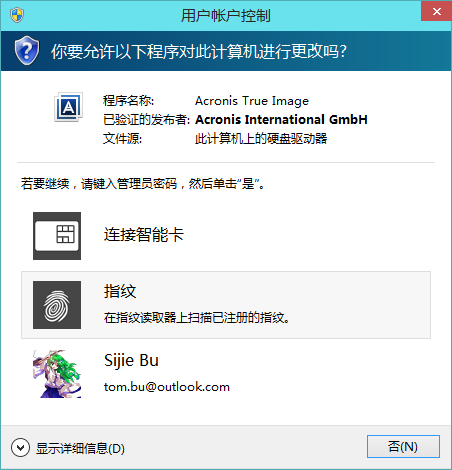 用户帐户控制
你要允许以下程序对此计算机进行更改吗?
程序名称: Acronis True Image
已验证的发布者: Acronis International GmbH
文件源: 此计算机上的硬盘驱动器
若要继续，请键入管理员密码，然后单击"是"。
连接智能卡
指纹
在指纹读取器上扫描已注册的指纹。
Sijie Bu
tom.bu@outlook.com
显示详细信息(D)
否(N)